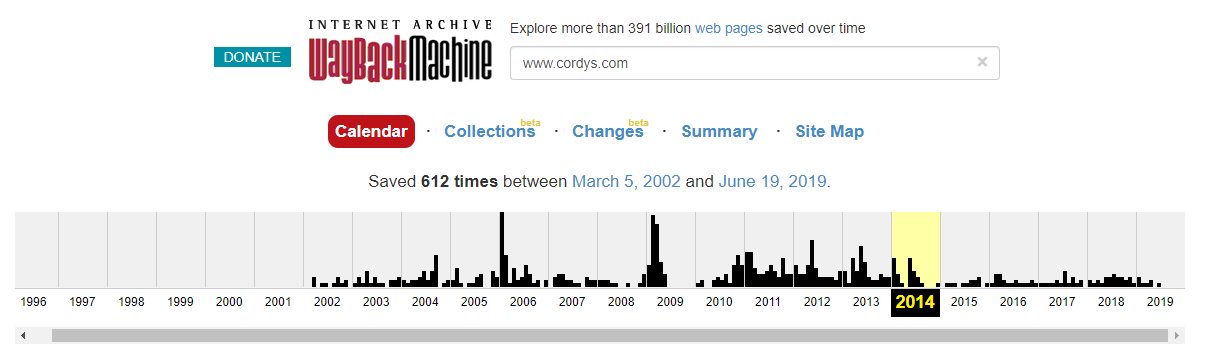 INTERNET ARCHIVE
WayBackMachine
DONATE
Explore more than 391 billion web pages saved over time
www.cordys.com ×
Calendar · Collections beta · Changes beta · Summary · Site Map
Saved 612 times between March 5, 2002 and June 19, 2019.
1996 1997 1998 1999 2000 2001 2002 2003 2004 2005 2006 2007 2008 2009 2010 2011 2012 2013 2014 2015 2016 2017 2018 2019